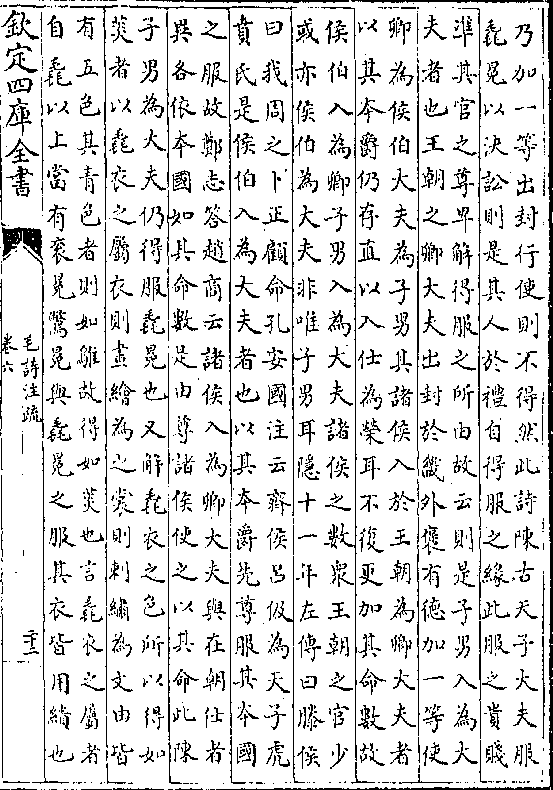 乃加一等出封行使則不得然此詩陳古天子大夫服
毳冕以決訟則是其人於禮自得服之縁此服之貴賤
準其官之尊卑解得服之所由故云則是子男入為大
夫者也王朝之卿大夫出封於畿外褒有徳加一等使
卿為侯伯大夫為子男其諸侯入於王朝為卿大夫者
以其本爵仍存直以入仕為榮耳不復更加其命數故
侯伯入為卿子男入為大夫諸侯之數衆王朝之官少
或亦侯伯為大夫非唯子男耳隱十一年左傳曰滕侯
曰我周之卜正顧命孔安國注云齊侯呂伋為天子虎
賁氏是侯伯入為大夫者也以其本爵先尊服其本國
之服故鄭志答趙商云諸侯入為卿大夫與在朝仕者
異各依本國如其命數是由尊諸侯使之以其命此陳
子男為大夫仍得服毳冕也又解毳衣之色所以得如
菼者以毳衣之屬衣則畫繪為之裳則刺繡為文由皆
有五色其青色者則如鵻故得如菼也言毳衣之屬者
自毳以上當有衮冕鷩冕與毳冕之服其衣皆用繢也
欽定四庫全書
毛詩注疏
卷六
二十三